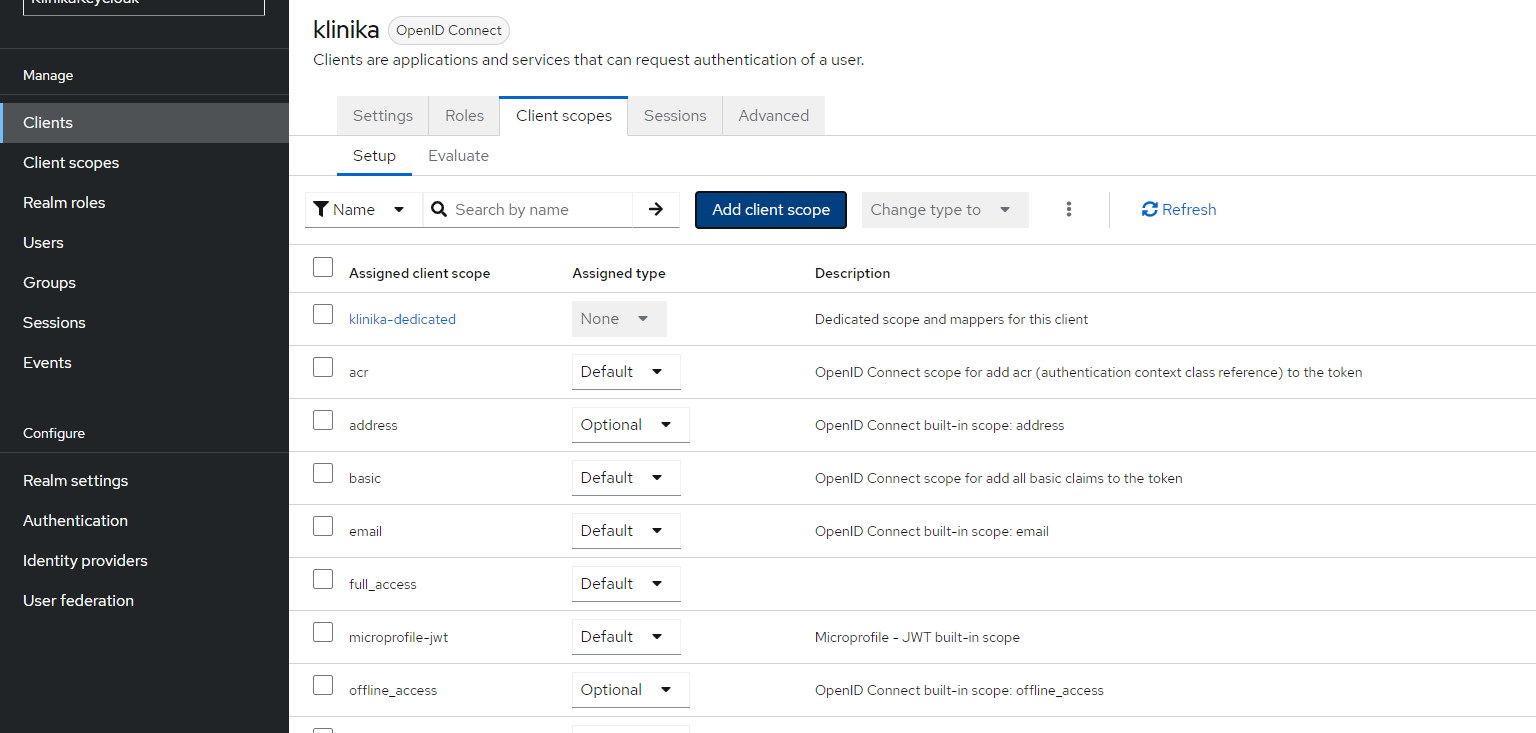 KlinikaKeycloak
klinika OpenID Connect
Clients are applications and services that can request authentication of a user.
Manage
Clients
Client scopes
Realm roles
Users
Groups
Sessions
Events
Configure
Realm settings
Authentication
Identity providers
User federation
Settings Roles Client scopes Sessions Advanced
Setup Evaluate
Name Search by name Add client scope Change type to Refresh
Assigned client scope Assigned type Description
klinika-dedicated None Dedicated scope and mappers for this client
acr Default OpenID Connect scope for add acr (authentication context class reference) to the token
address Optional OpenID Connect built-in scope: address
basic Default OpenID Connect scope for add all basic claims to the token
email Default OpenID Connect built-in scope: email
full_access Default
microprofile-jwt Default Microprofile - JWT built-in scope
offline_access Optional OpenID Connect built-in scope: offline_access